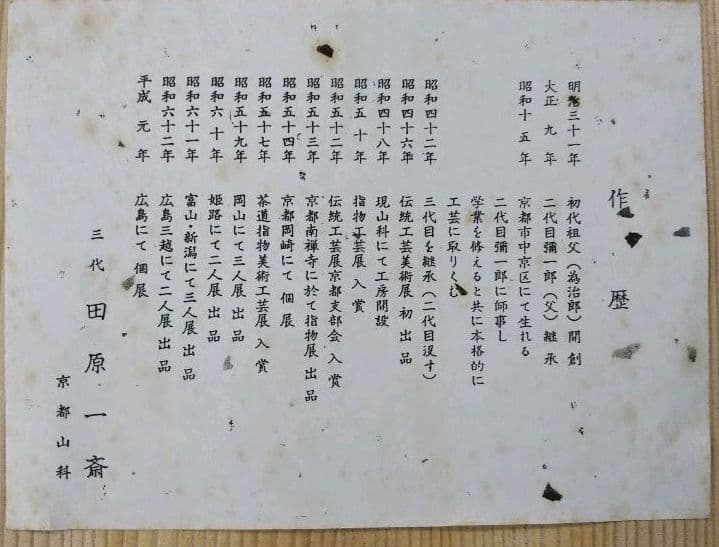 作歴
明治三十一年 初代祖父(為治郎)開創
大正九年 二代目彌一郎(父)継承
昭和十五年 京都市中京区にて生れる
二代目彌一郎に師事し
学業を修えると共に本格的に
工芸に取りくむ
昭和四十二年 三代目を継承(二代目没す)
昭和四十六年 伝統工芸美術展 初出品
昭和四十八年 現山科にて工房開設
昭和五十年 指物工芸展 入賞
昭和五十二年 伝統工芸展京都支部会 入賞
昭和五十三年 京都南禅寺に於て指物展 出品
昭和五十四年 京都岡崎にて個展
昭和五十七年 茶道指物美術工芸展 入賞
昭和五十九年 岡山にて三人展 出品
昭和六十年 姫路にて二人展 出品
昭和六十一年 富山・新潟にて三人展 出品
昭和六十二年 広島三越にて二人展 出品
平成元年 広島にて個展
三代 田原一斎
京都山科